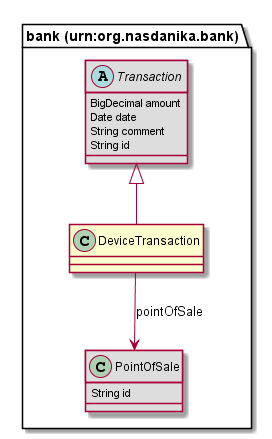 bank (urn:org.nasdanika.bank)
A Transaction
BigDecimal amount
Date date
String comment
String id
C DeviceTransaction
pointOfSale
C PointOfSale
String id